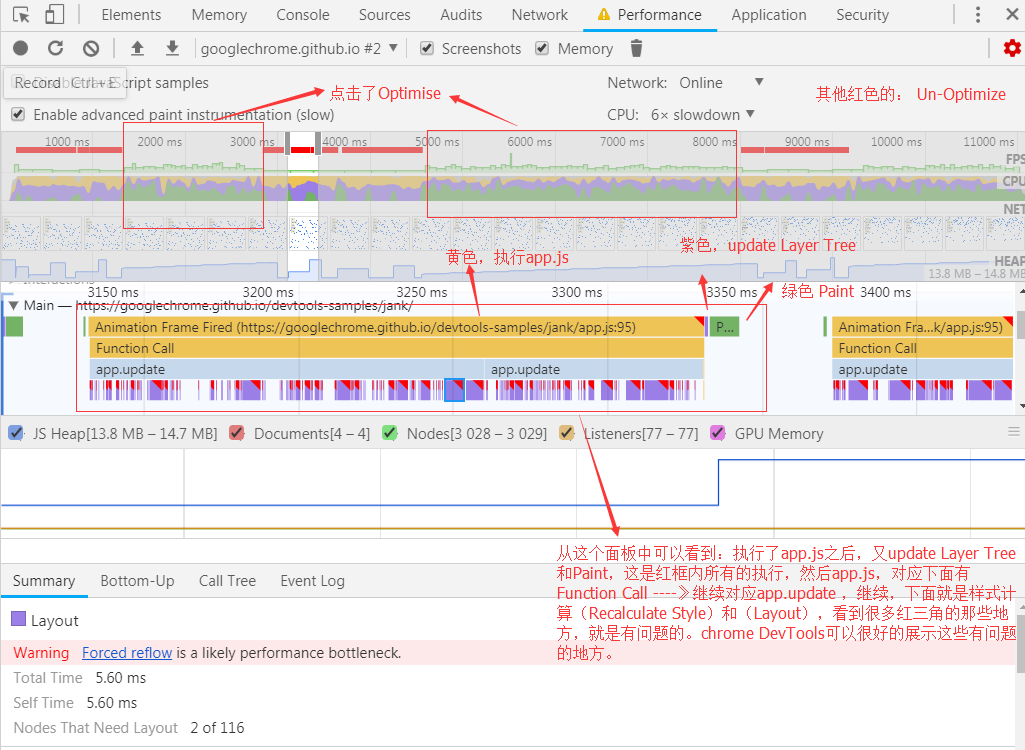 Elements Memory Console Sources Audits Network Performance Application Security
googlechrome.github.io #2 Screenshots Memory
Record Ctrl + E Script samples Network: Online
点击了Optimise
其他红色的： Un-Optimize
Enable advanced paint instrumentation (slow) CPU: 6× slowdown
1000 ms 2000 ms 3000 ms 4000 ms 5000 ms 6000 ms 7000 ms 8000 ms 9000 ms 10000 ms 11000 ms
FPS
CPU
NET
紫色，update Layer Tree
黄色，执行app.js
HEAP
13.8 MB – 14.8 MB
Interactions
绿色 Paint
3150 ms 3200 ms 3250 ms 3300 ms 3350 ms 3400 ms
Main — https://googlechrome.github.io/devtools-samples/jank/
Animation Frame Fired (https://googlechrome.github.io/devtools-samples/jank/app.js:95) P... Animation Fra...k/app.js:95)
Function Call Function Call
app.update app.update app.update
JS Heap[13.8 MB – 14.7 MB] Documents[4 – 4] Nodes[3 028 – 3 029] Listeners[77 – 77] GPU Memory
从这个面板中可以看到：执行了app.js之后，又update Layer Tree
和Paint，这是红框内所有的执行，然后app.js，对应下面有
Function Call ----》继续对应app.update ，继续，下面就是样式计
算（Recalculate Style）和（Layout），看到很多红三角的那些地
方，就是有问题的。chrome DevTools可以很好的展示这些有问题
的地方。
Summary Bottom-Up Call Tree Event Log
Layout
Warning Forced reflow is a likely performance bottleneck.
Total Time 5.60 ms
Self Time 5.60 ms
Nodes That Need Layout 2 of 116